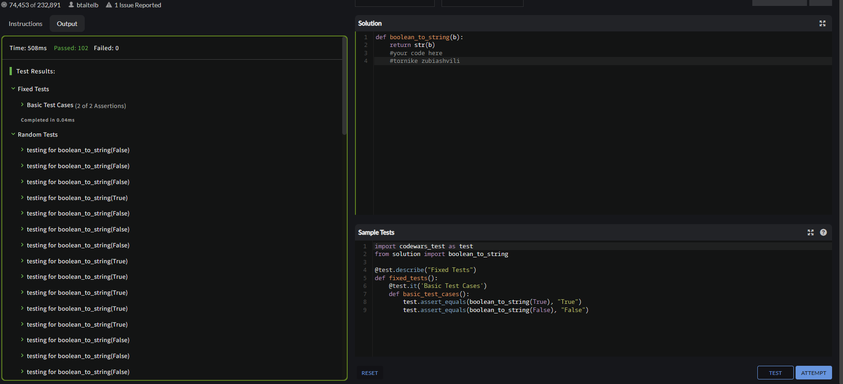 74,453 of 232,891 btaitelb 1 Issue Reported
Instructions Output
Time: 508ms Passed: 102 Failed: 0
Test Results:
Fixed Tests
Basic Test Cases (2 of 2 Assertions)
Completed in 0.04ms
Random Tests
testing for boolean_to_string(False)
testing for boolean_to_string(False)
testing for boolean_to_string(False)
testing for boolean_to_string(True)
testing for boolean_to_string(False)
testing for boolean_to_string(False)
testing for boolean_to_string(False)
testing for boolean_to_string(True)
testing for boolean_to_string(True)
testing for boolean_to_string(True)
testing for boolean_to_string(True)
testing for boolean_to_string(True)
testing for boolean_to_string(False)
testing for boolean_to_string(False)
testing for boolean_to_string(False)
Solution
1 def boolean_to_string(b):
2 return str(b)
3 #your code here
4 #tornike zubiashvili
Sample Tests
1 import codewars_test as test
2 from solution import boolean_to_string
3
4 @test.describe("Fixed Tests")
5 def fixed_tests():
6 @test.it('Basic Test Cases')
7 def basic_test_cases():
8 test.assert_equals(boolean_to_string(True), "True")
9 test.assert_equals(boolean_to_string(False), "False")
RESET
TEST
ATTEMPT